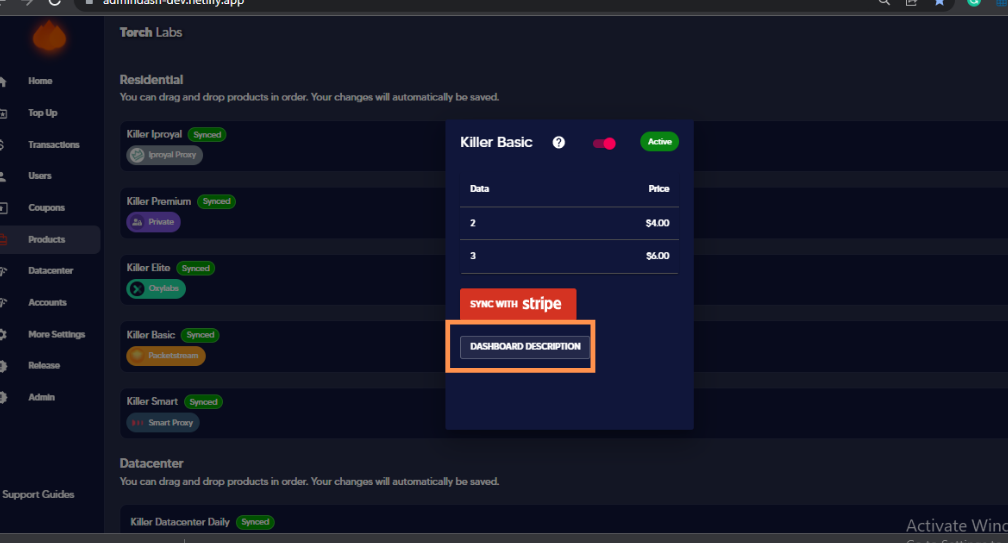 admindash-dev.netlify.app
Torch Labs
Home
Top Up
Transactions
Users
Coupons
Products
Datacenter
Accounts
More Settings
Release
Admin
Support Guides
Residential
You can drag and drop products in order. Your changes will automatically be saved.
Killer Iproyal Synced
Iproyal Proxy
Killer Premium Synced
Private
Killer Elite Synced
Oxylabs
Killer Basic Synced
Packetstream
Killer Smart Synced
Smart Proxy
Datacenter
You can drag and drop products in order. Your changes will automatically be saved.
Killer Datacenter Daily Synced
Killer Basic ? Active
Data Price
2 $4.00
3 $6.00
SYNC WITH stripe
DASHBOARD DESCRIPTION
Activate Winc